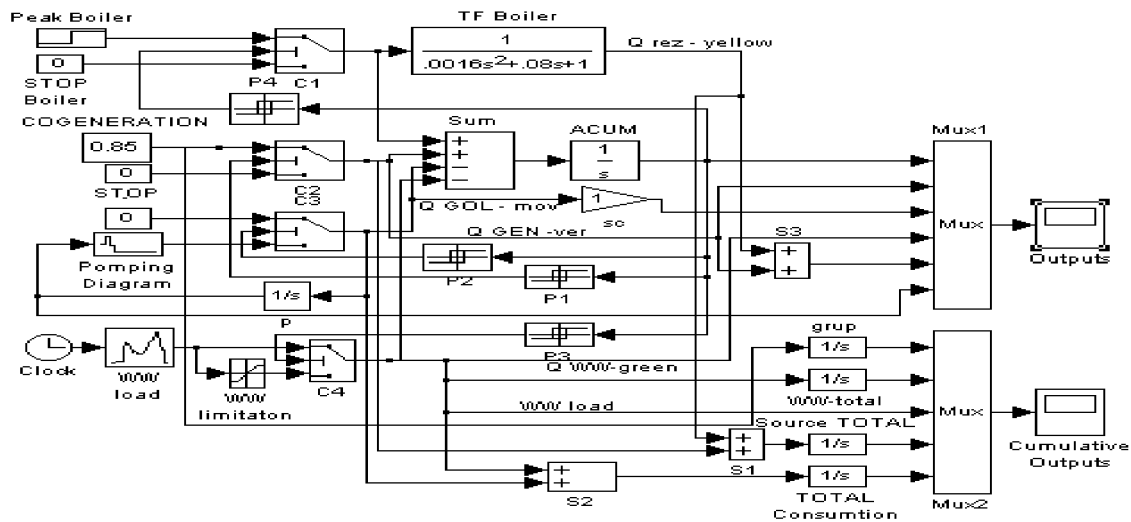 Peak Boiler
TF Boiler
0
STOP
Boiler
P4
C1
1
.0016s²+.08s+1
Q rez - yellow
COGENERATION
0.85
0
STOP
Sum
+
+
−
−
ACUM
1
s
Mux1
C2
C3
0
Pomping
Diagram
Q GOL - mov
1
sc
Q GEN -ver
P2
P1
S3
+
+
Mux
Outputs
1/s
P
P3
Clock
WW
load
WW
limitaton
C4
Q WW-green
WW load
grup
1/s
1/s
WW-total
Source TOTAL
+
+
S1
1/s
+
+
S2
1/s
TOTAL
Consumtion
Mux
Mux2
Cumulative
Outputs